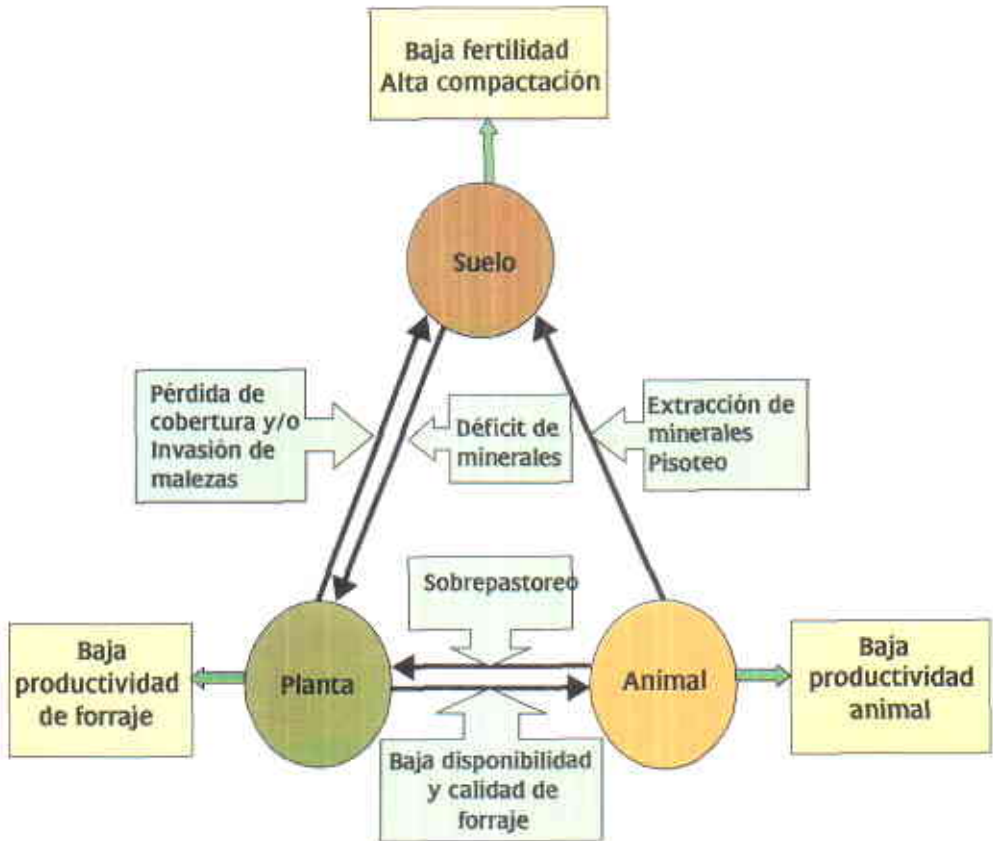 Baja fertilidad
Alta compactación
Suelo
Pérdida de
cobertura y/o
Invasión de
malezas
Déficit de
minerales
Extracción de
minerales
Pisoteo
Sobrepastoreo
Baja
productividad
de forraje
Planta
Animal
Baja
productividad
animal
Baja disponibilidad
y calidad de
forraje